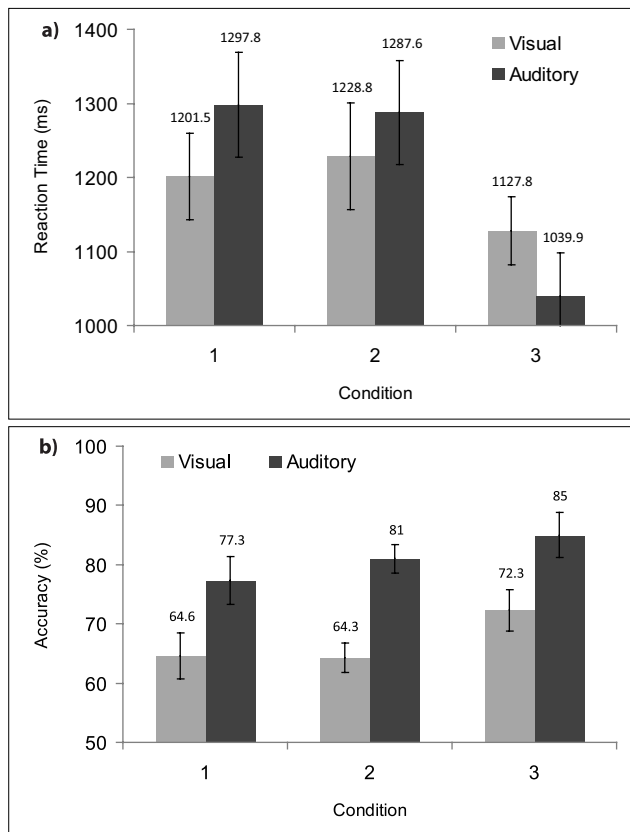 a)
1400
1300
1200
1100
1000
Reaction Time (ms)
Visual
Auditory
1201.5
1297.8
1228.8
1287.6
1127.8
1039.9
1 2 3
Condition
b)
100
90
80
70
60
50
Accuracy (%)
Visual Auditory
64.6
77.3
64.3
81
72.3
85
1 2 3
Condition